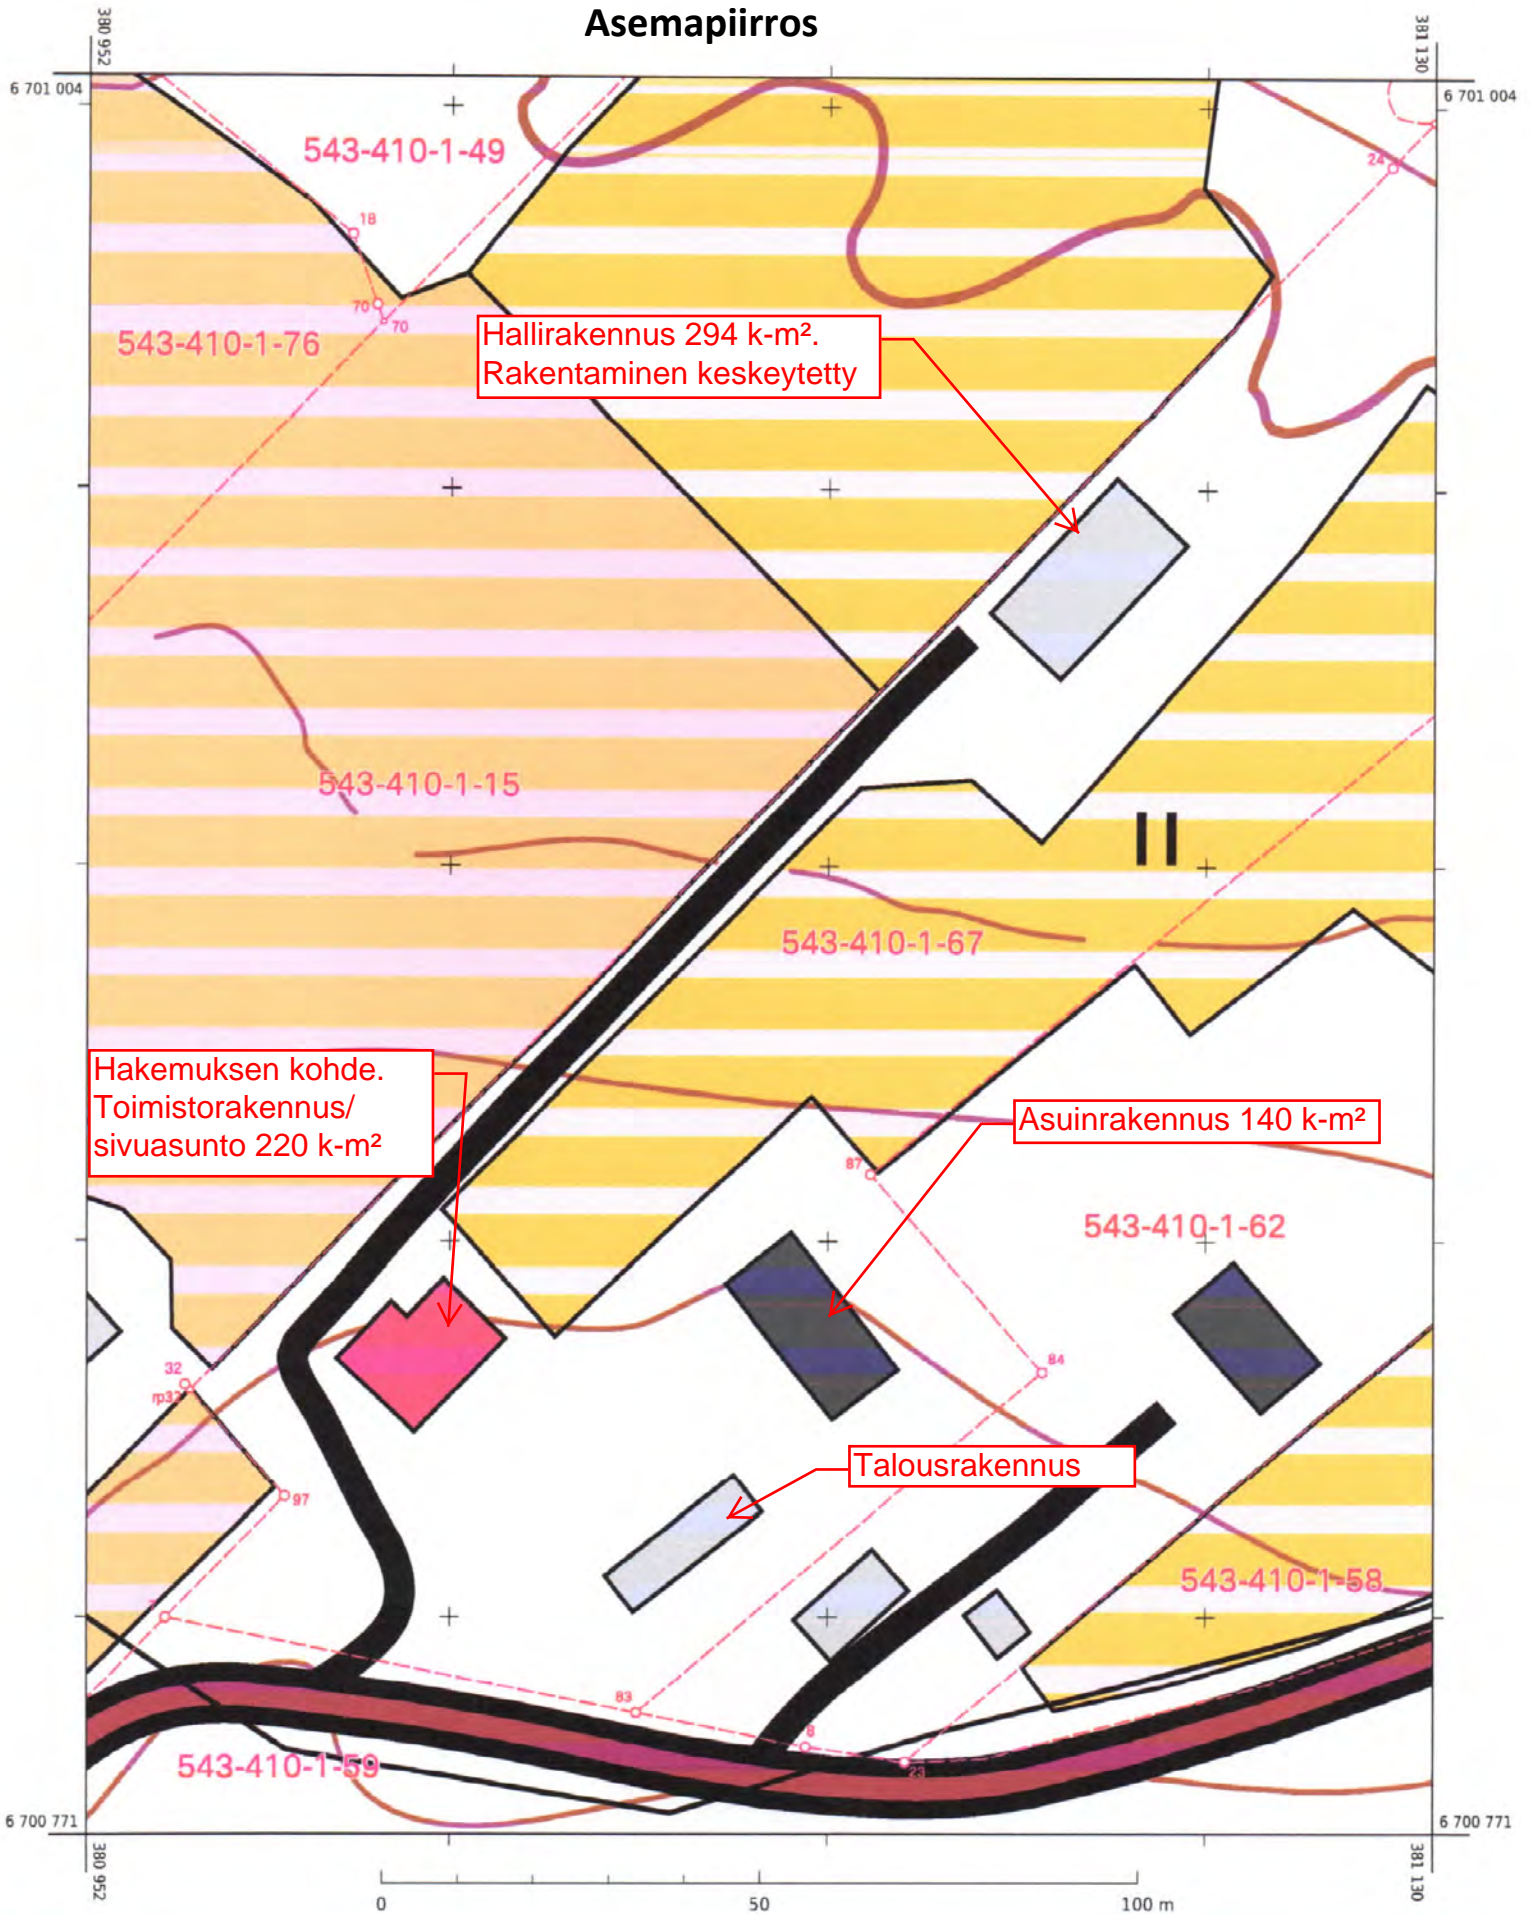 Asemapiirros
380 952
381 130
6 701 004
6 701 004
543-410-1-49
24
18
70
70
543-410-1-76
Hallirakennus 294 k-m².
Rakentaminen keskeytetty
543-410-1-15
II
543-410-1-67
Hakemuksen kohde.
Toimistorakennus/
sivuasunto 220 k-m²
Asuinrakennus 140 k-m²
87
543-410-1-62
84
32
rp32
97
Talousrakennus
543-410-1-58
7
83
8
23
543-410-1-59
6 700 771
6 700 771
380 952
381 130
0
50
100 m